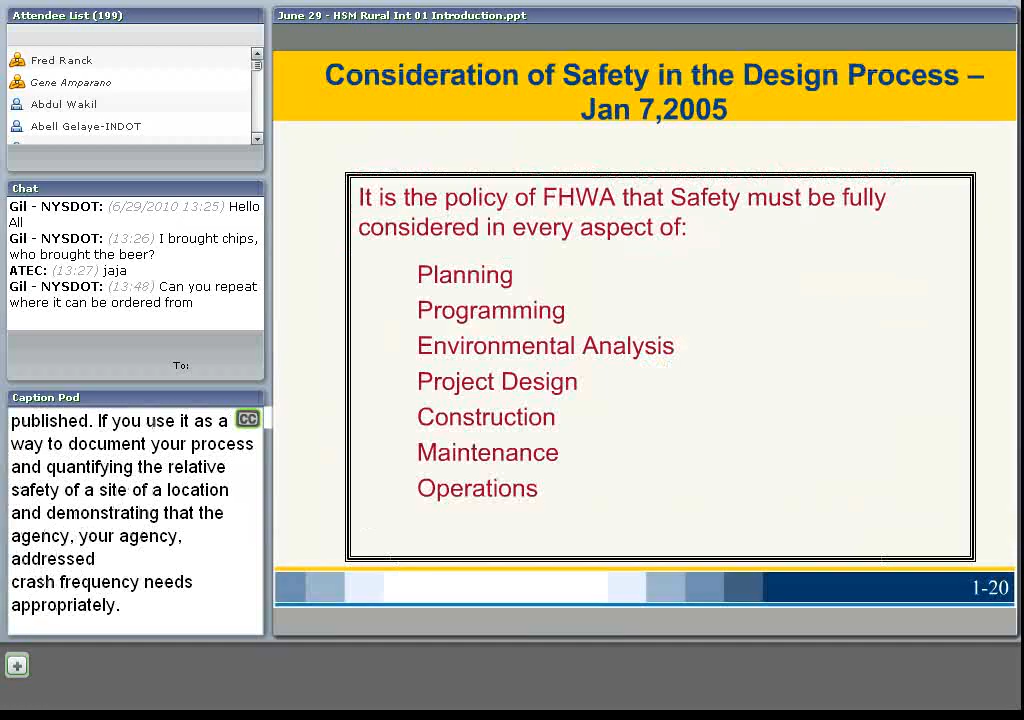 Attendee List (199)
Fred Ranck
Gene Amparano
Abdul Wakil
Abell Gelaye-INDOT
Chat
Gil - NYSDOT: (6/29/2010 13:25) Hello
All
Gil - NYSDOT: (13:26) I brought chips,
who brought the beer?
ATEC: (13:27) jaja
Gil - NYSDOT: (13:48) Can you repeat
where it can be ordered from
To:
Caption Pod
published. If you use it as a
CC
way to document your process
and quantifying the relative
safety of a site of a location
and demonstrating that the
agency, your agency,
addressed
crash frequency needs
appropriately.
June 29 - HSM Rural Int 01 Introduction.ppt
Consideration of Safety in the Design Process –
Jan 7,2005
It is the policy of FHWA that Safety must be fully
considered in every aspect of:
Planning
Programming
Environmental Analysis
Project Design
Construction
Maintenance
Operations
1-20